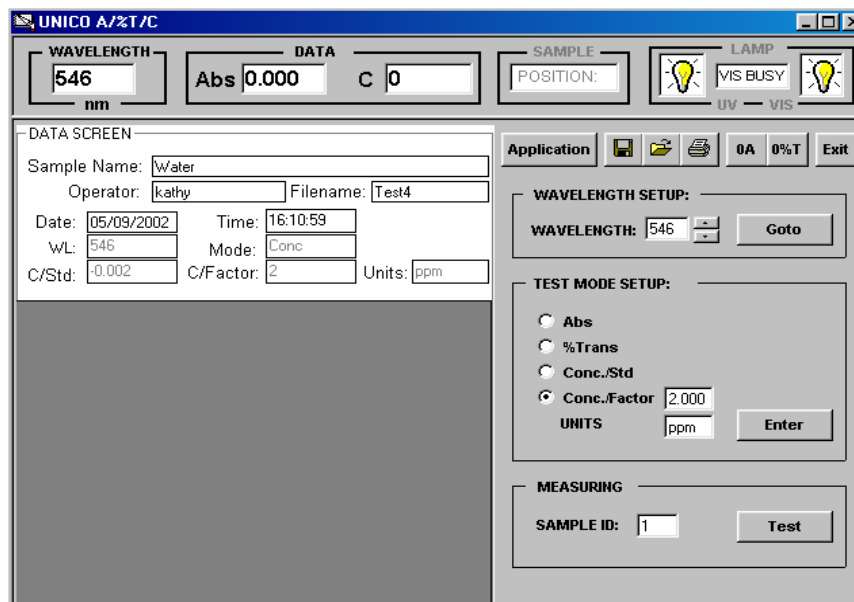 UNICO A/%T/C
WAVELENGTH
546
nm
DATA
Abs 0.000 C 0
SAMPLE
POSITION:
LAMP
VIS BUSY
UV VIS
DATA SCREEN
Sample Name: Water
Operator: kathy Filename: Test4
Date: 05/09/2002 Time: 16:10:59
WL: 546 Mode: Conc
C/Std: -0.002 C/Factor: 2 Units: ppm
Application 0A 0%T Exit
WAVELENGTH SETUP:
WAVELENGTH: 546 Goto
TEST MODE SETUP:
Abs
%Trans
Conc./Std
Conc./Factor 2.000
UNITS ppm Enter
MEASURING
SAMPLE ID: 1 Test